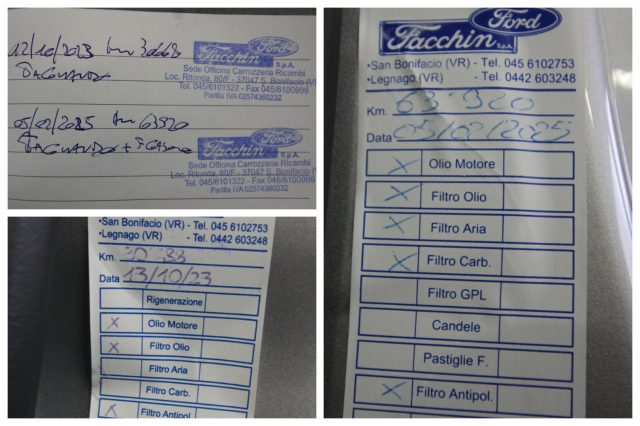 12/10/2023 km
TAGLIANDO
Facchin S.p.A. Ford
Sede Officina Carrozzeria Ricambi
Loc. Ritonda, 80/F - 37047 S. Bonifacio (VR)
Tel. 045/6101322 - Fax 045/6100999
Partita IVA 02574360232
05/02/2025 km 63920
TAGLIANDO +
Facchin S.p.A. Ford
Sede Officina Carrozzeria Ricambi
Loc. Ritonda, 80/F - 37047 S. Bonifacio (VR)
Tel. 045/6101322 - Fax 045/6100999
Partita IVA 02574360232
•San Bonifacio (VR) - Tel. 045 6102753
•Legnago (VR) - Tel. 0442 603248
Km.
Data 13/10/23
Rigenerazione
X Olio Motore
X Filtro Olio
Filtro Aria
Filtro Carb.
X Filtro Antipol.
Facchin S.p.A. Ford
•San Bonifacio (VR) - Tel. 045 6102753
•Legnago (VR) - Tel. 0442 603248
Km. 63.920
Data 05/02/2025
X Olio Motore
X Filtro Olio
X Filtro Aria
X Filtro Carb.
Filtro GPL
Candele
Pastiglie F.
X Filtro Antipol.